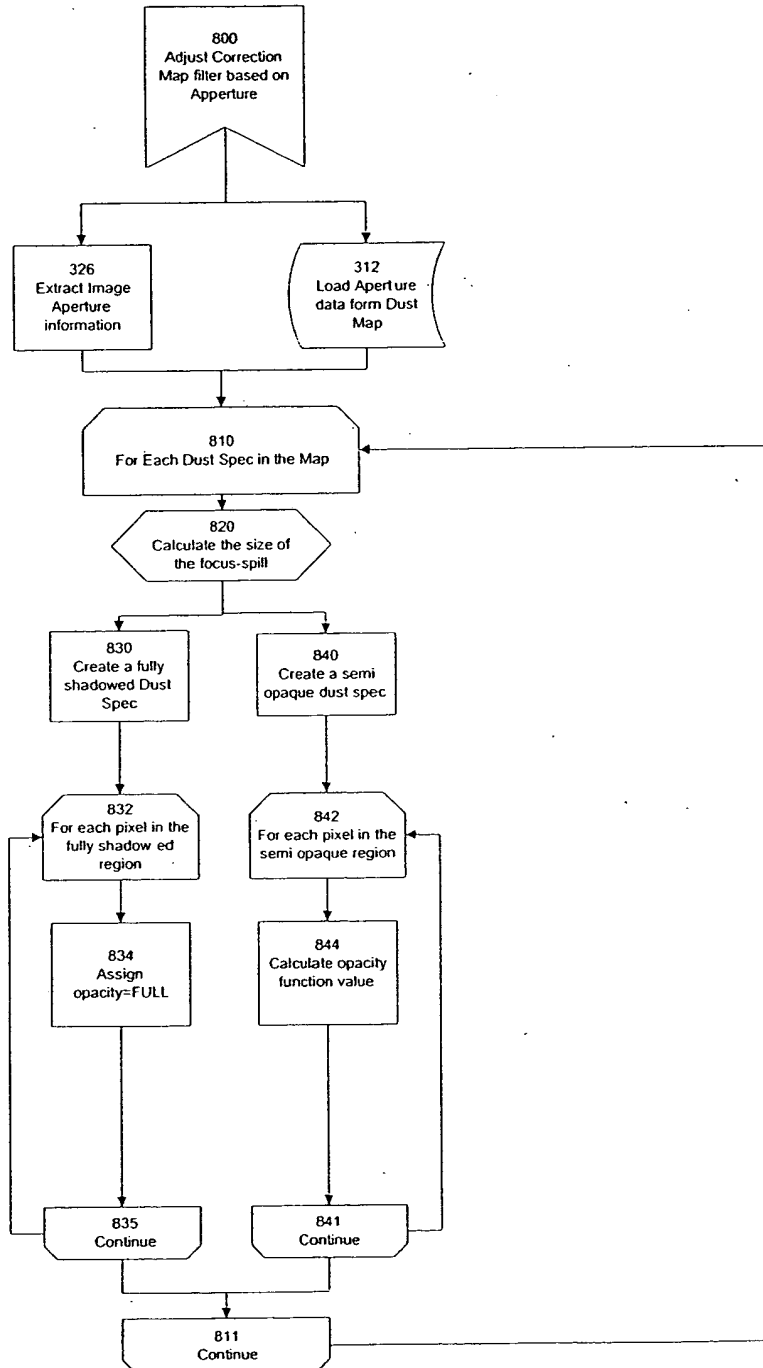 800
Adjust Correction
Map filter based on
Apperture
326
Extract Image
Aperture
information
312
Load Aperture
data form Dust
Map
810
For Each Dust Spec in the Map
820
Calculate the size of
the focus-spill
830
Create a fully
shadowed Dust
Spec
840
Create a semi
opaque dust spec
832
For each pixel in the
fully shadow ed
region
842
For each pixel in the
semi opaque region
834
Assign
opacity=FULL
844
Calculate opacity
function value
835
Continue
841
Continue
811
Continue